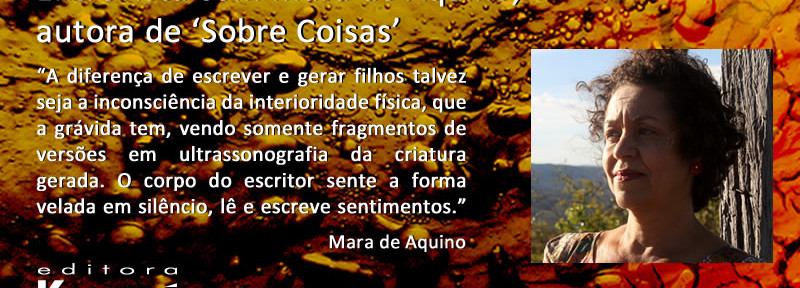 autora de ‘Sobre Coisas’
“A diferença de escrever e gerar filhos talvez
seja a inconsciência da interioridade física, que
a grávida tem, vendo somente fragmentos de
versões em ultrassonografia da criatura
gerada. O corpo do escritor sente a forma
velada em silêncio, lê e escreve sentimentos.”
Mara de Aquino
editora